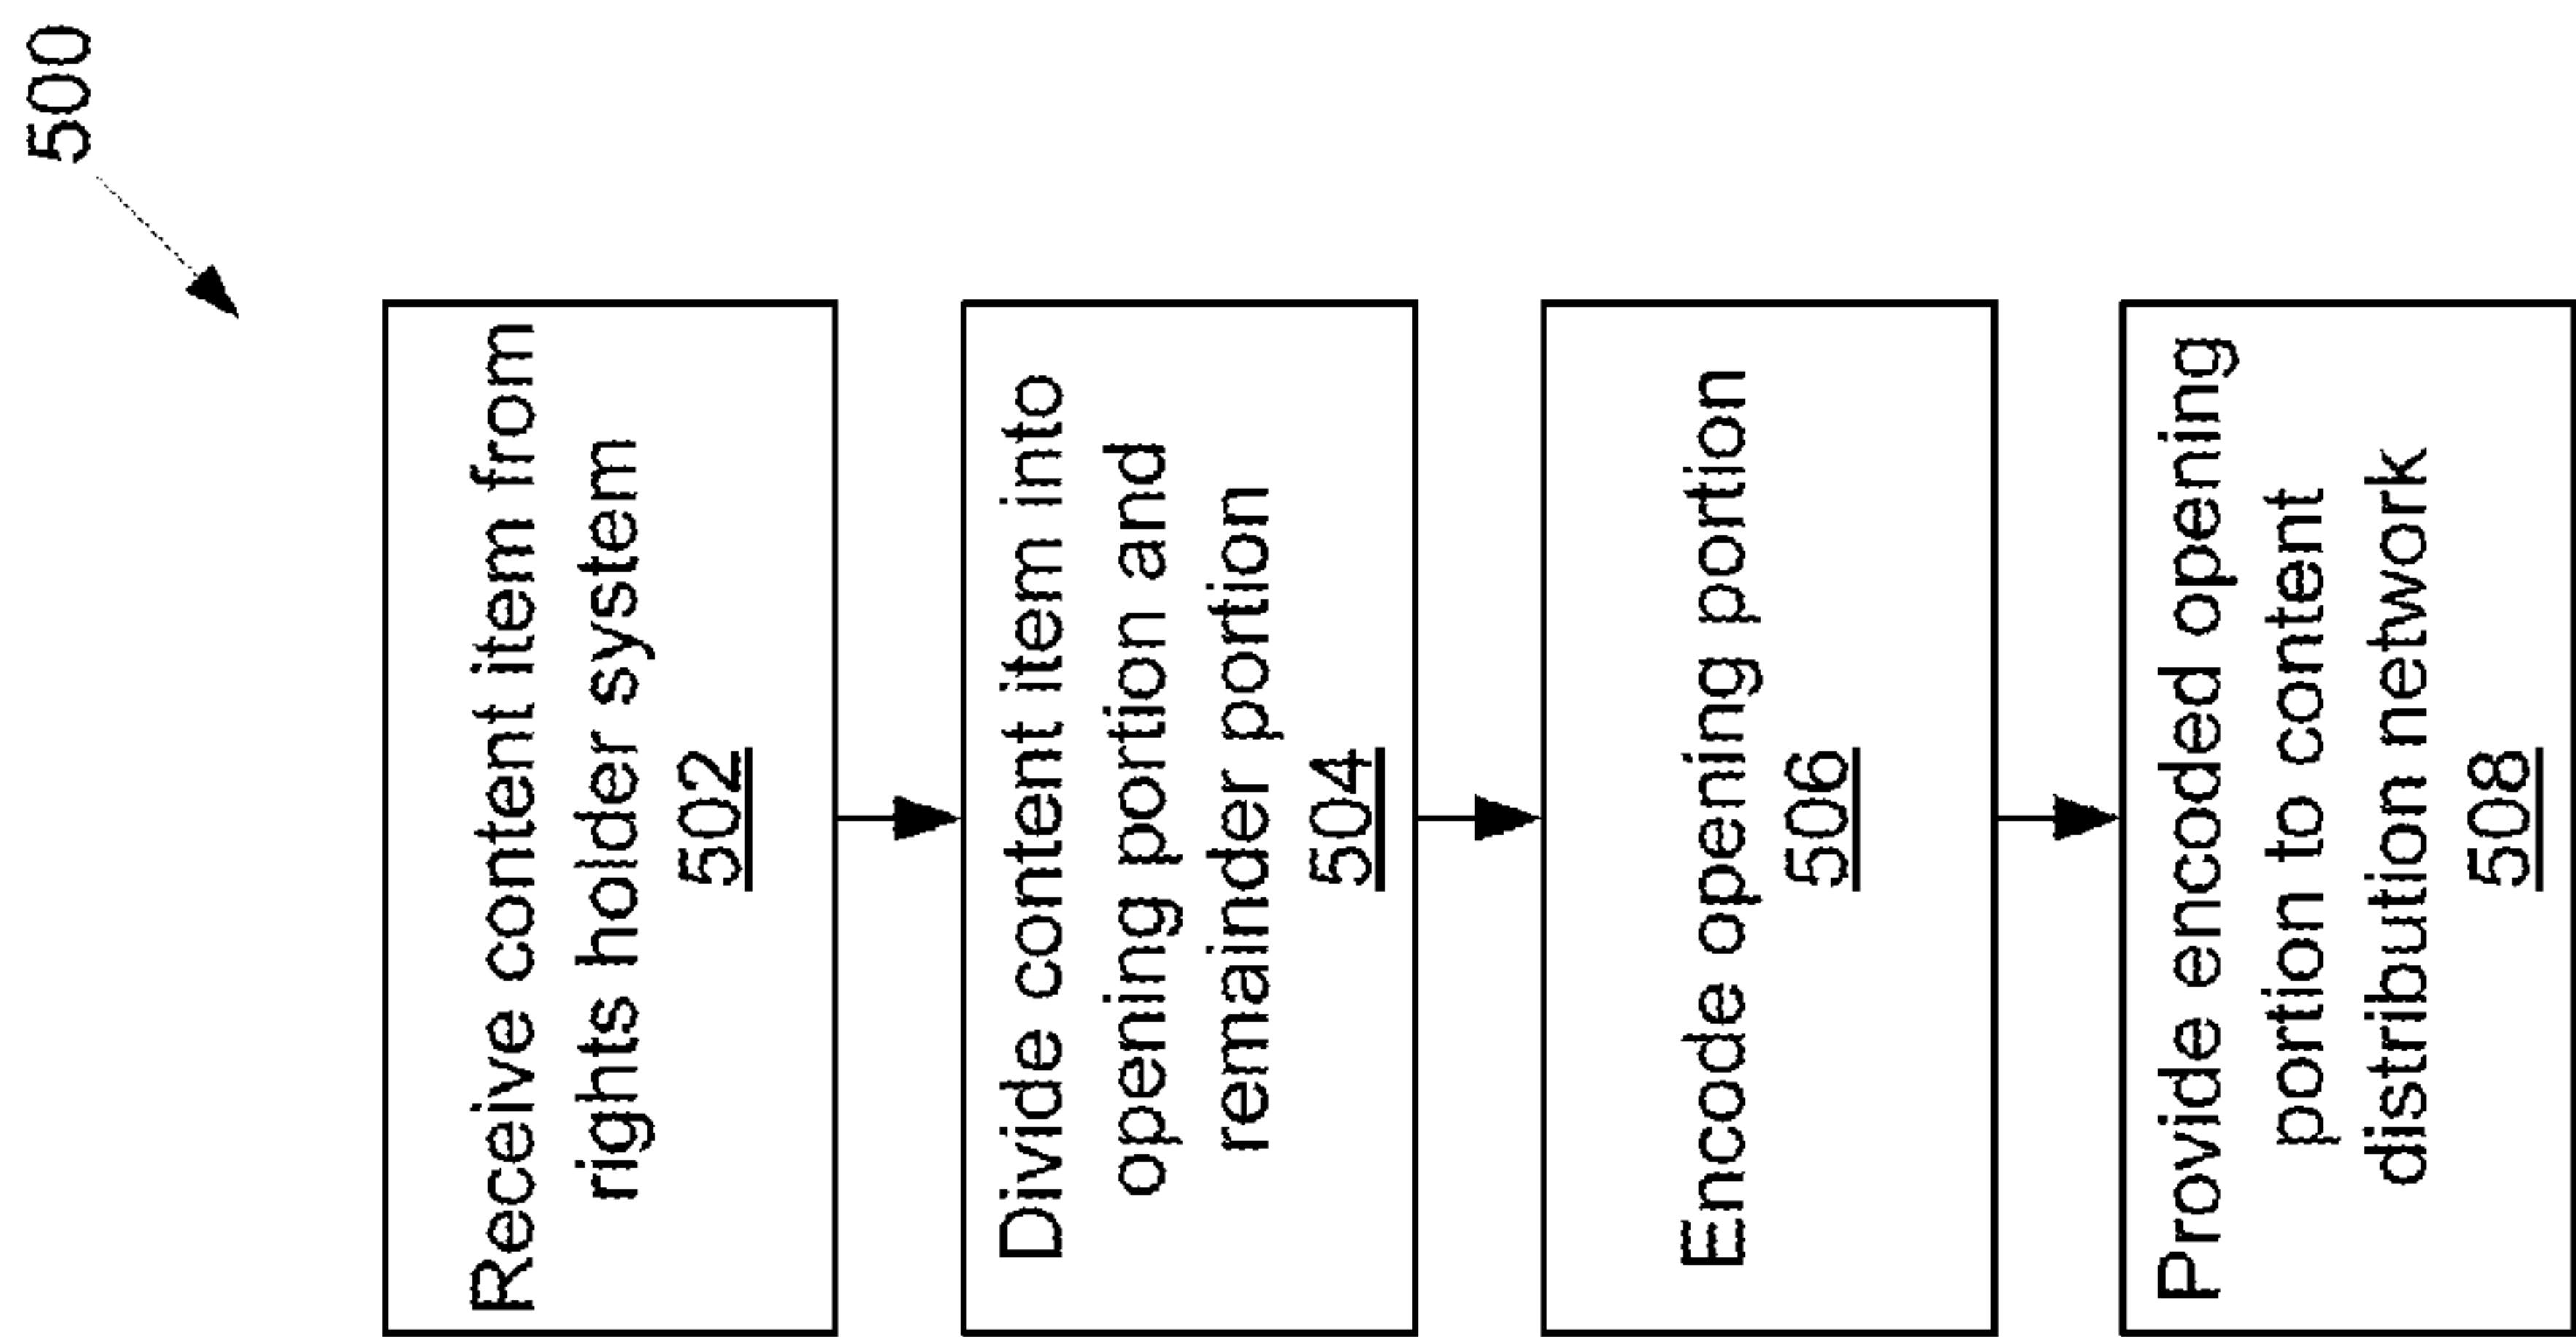 500
Receive content item from
rights holder system
502
Divide content item into
opening portion and
remainder portion
504
Encode opening portion
506
Provide encoded opening
portion to content
distribution network
508